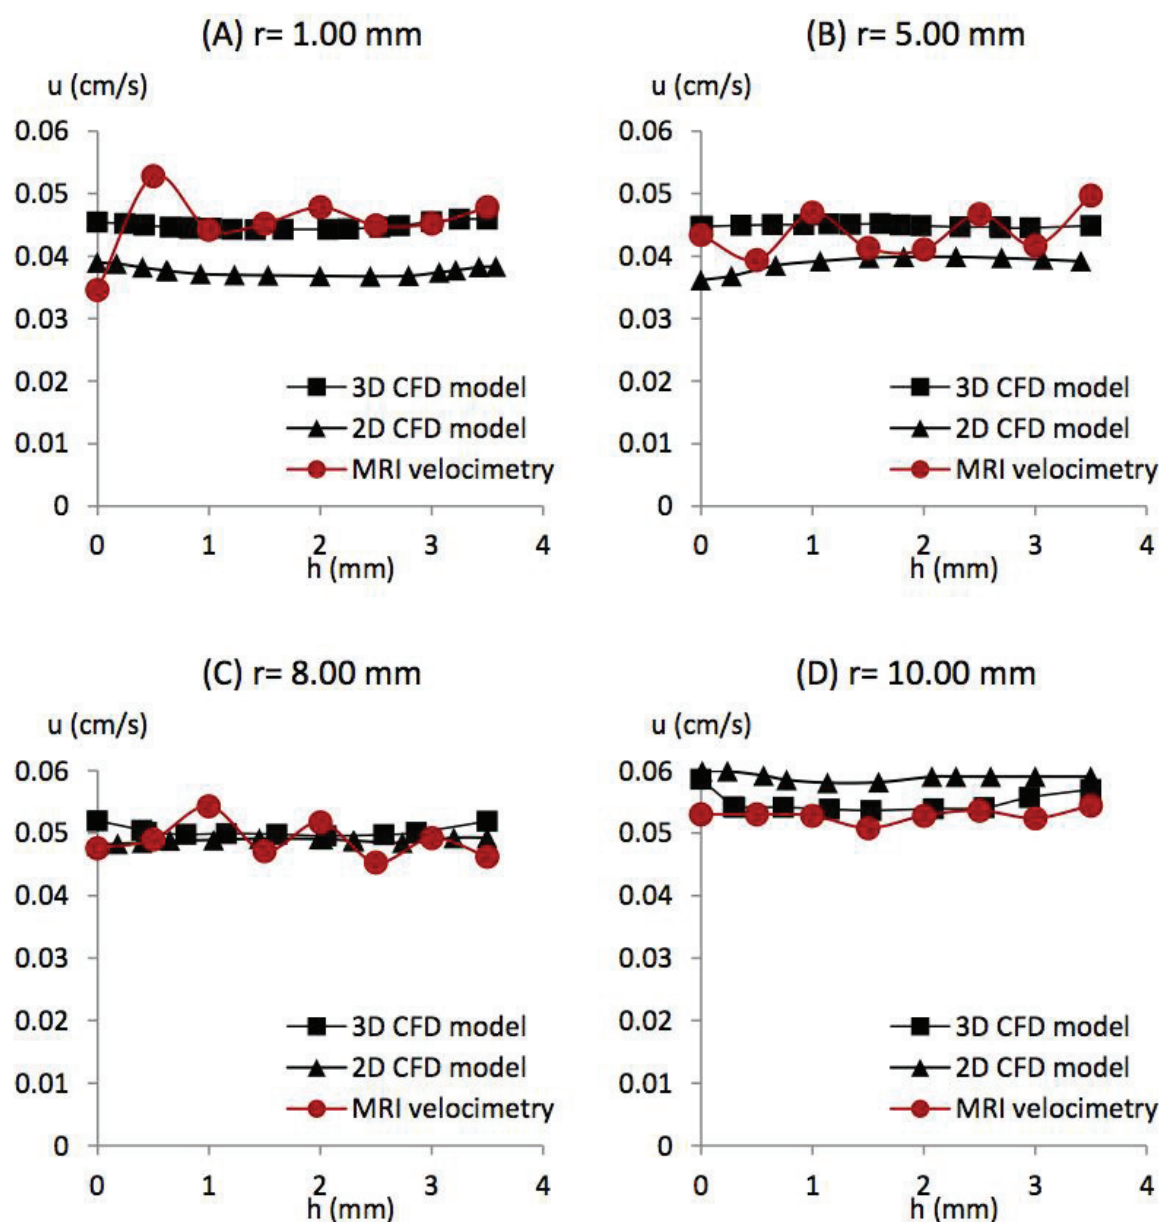 (A) r= 1.00 mm
u (cm/s)
0.06
0.05
0.04
0.03
0.02
0.01
0
3D CFD model
2D CFD model
MRI velocimetry
0 1 2 3 4
h (mm)
(B) r= 5.00 mm
u (cm/s)
0.06
0.05
0.04
0.03
0.02
0.01
0
3D CFD model
2D CFD model
MRI velocimetry
0 1 2 3 4
h (mm)
(C) r= 8.00 mm
u (cm/s)
0.06
0.05
0.04
0.03
0.02
0.01
0
3D CFD model
2D CFD model
MRI velocimetry
0 1 2 3 4
h (mm)
(D) r= 10.00 mm
u (cm/s)
0.06
0.05
0.04
0.03
0.02
0.01
0
3D CFD model
2D CFD model
MRI velocimetry
0 1 2 3 4
h (mm)